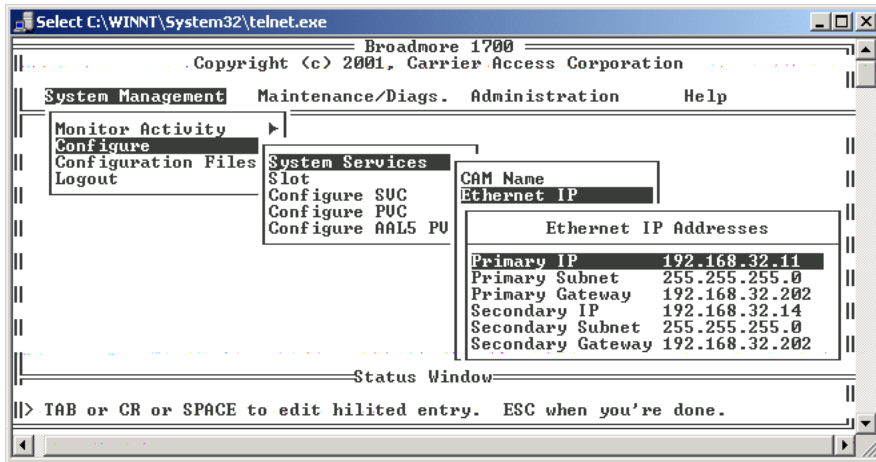 Select C:\WINNT\System32\telnet.exe
Broadmore 1700
Copyright (c) 2001, Carrier Access Corporation
System Management Maintenance/Diags. Administration Help
Monitor Activity
Configure
Configuration Files
Logout
System Services
Slot
Configure SVC
Configure PVC
Configure AAL5 PV
CAM Name
Ethernet IP
Ethernet IP Addresses
Primary IP 192.168.32.11
Primary Subnet 255.255.255.0
Primary Gateway 192.168.32.202
Secondary IP 192.168.32.14
Secondary Subnet 255.255.255.0
Secondary Gateway 192.168.32.202
Status Window
> TAB or CR or SPACE to edit hilited entry. ESC when you're done.